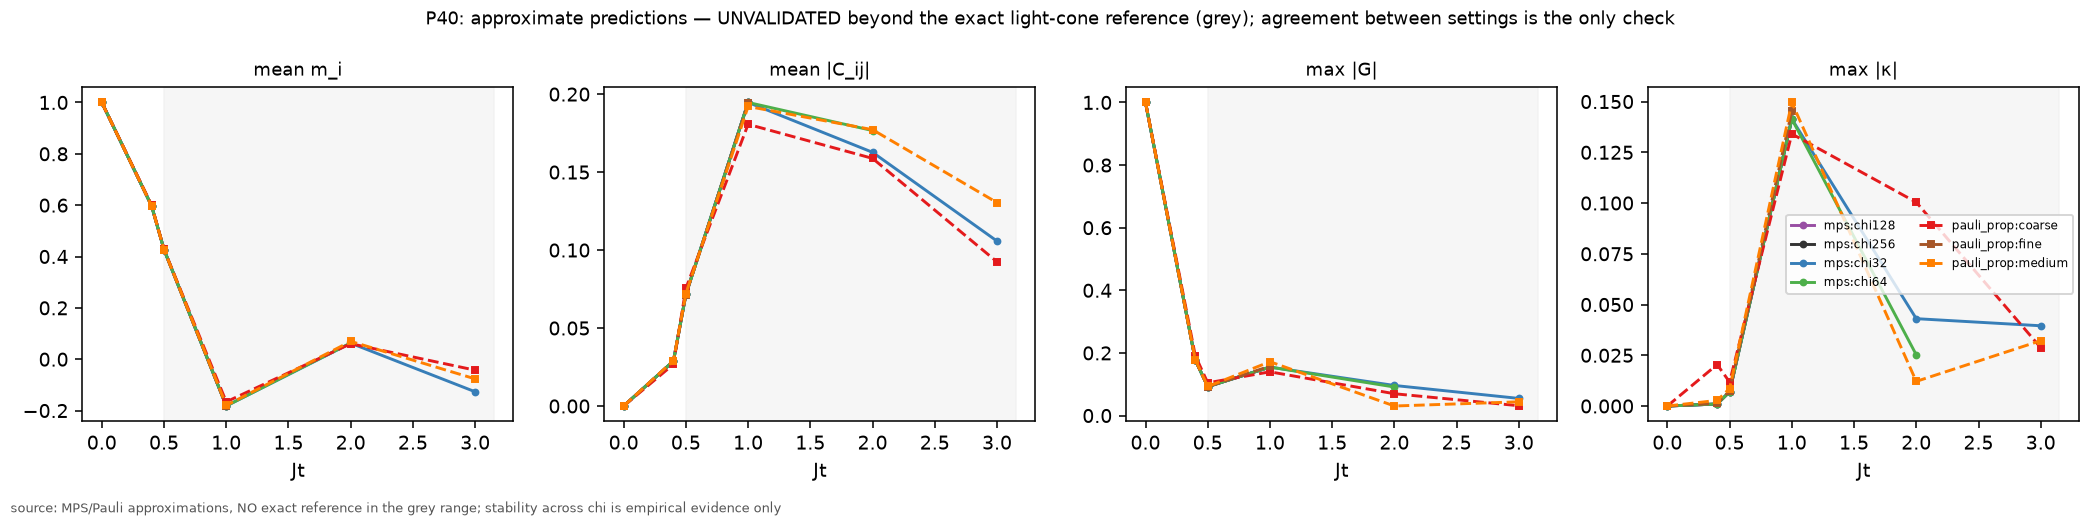 P40: approximate predictions — UNVALIDATED beyond the exact light-cone reference (grey); agreement between settings is the only check
mean m_i
1.0
0.8
0.6
0.4
0.2
0.0
−0.2
0.0 0.5 1.0 1.5 2.0 2.5 3.0
Jt
mean |C_ij|
0.20
0.15
0.10
0.05
0.00
0.0 0.5 1.0 1.5 2.0 2.5 3.0
Jt
max |G|
1.0
0.8
0.6
0.4
0.2
0.0
0.0 0.5 1.0 1.5 2.0 2.5 3.0
Jt
max |κ|
0.150
0.125
0.100
0.075
0.050
0.025
0.000
mps:chi128
mps:chi256
mps:chi32
mps:chi64
pauli_prop:coarse
pauli_prop:fine
pauli_prop:medium
0.0 0.5 1.0 1.5 2.0 2.5 3.0
Jt
source: MPS/Pauli approximations, NO exact reference in the grey range; stability across chi is empirical evidence only